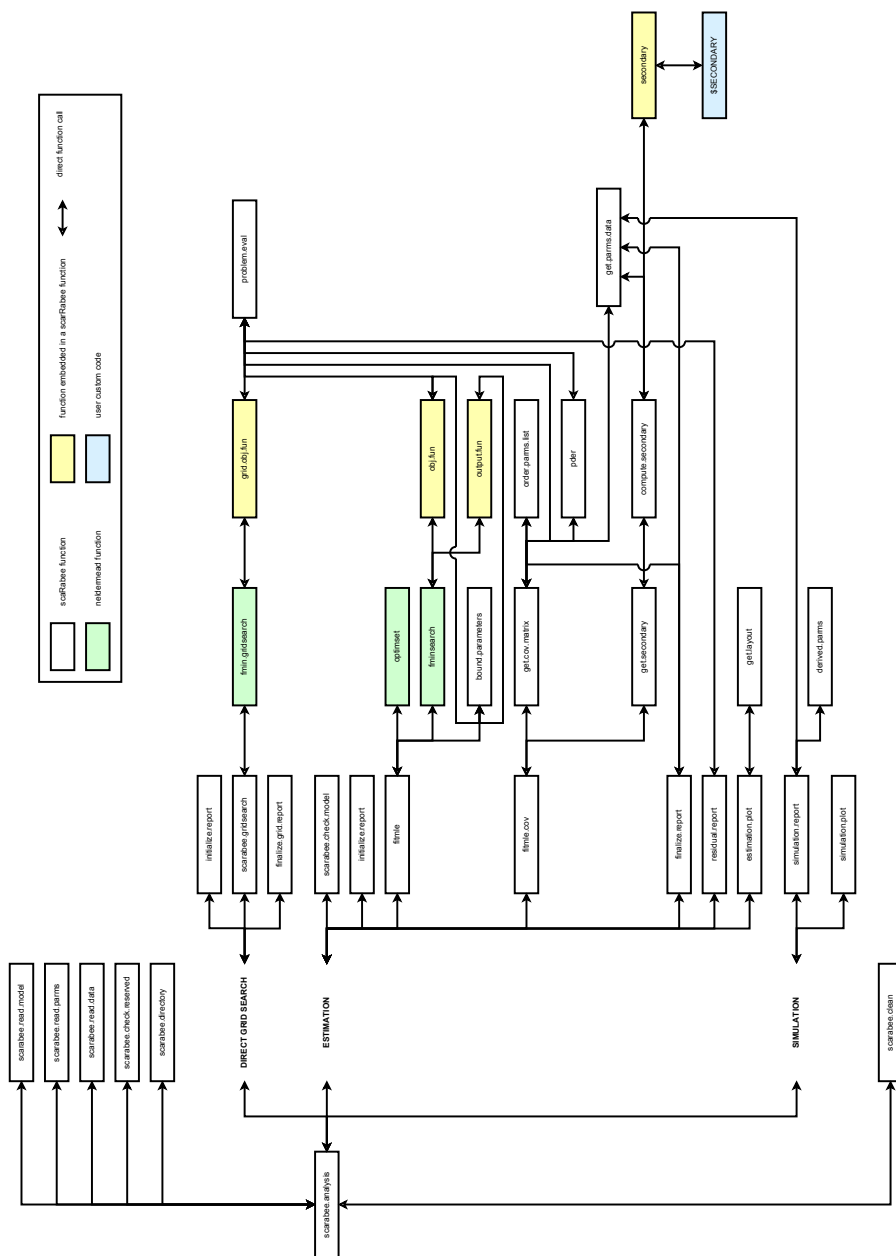 scaRabee function
neldermead function
function embedded in a scarRabee function
user custom code
direct function call
scarabee.analysis
scarabee.read.model
scarabee.read.parms
scarabee.read.data
scarabee.check.reserved
scarabee.directory
DIRECT GRID SEARCH
ESTIMATION
SIMULATION
scarabee.clean
initialize.report
scarabee.gridsearch
finalize.grid.report
scarabee.check.model
initialize.report
fitmle
fitmle.cov
finalize.report
residual.report
estimation.plot
simulation.report
simulation.plot
fmin.gridsearch
optimset
fminsearch
bound.parameters
get.cov.matrix
get.secondary
get.layout
derived.parms
grid.obj.fun
obj.fun
output.fun
order.parms.list
pder
compute.secondary
problem.eval
get.parms.data
secondary
$SECONDARY